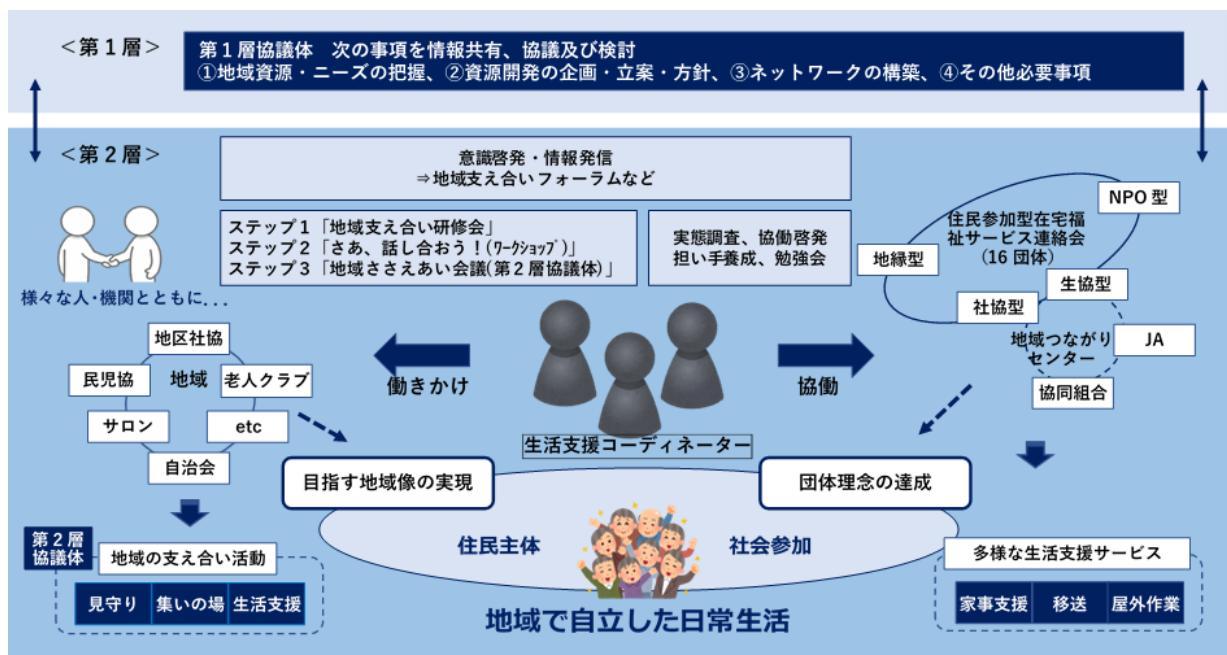 ＜第１層＞
第１層協議体　次の事項を情報共有、協議及び検討
①地域資源・ニーズの把握、②資源開発の企画・立案・方針、③ネットワークの構築、④その他必要事項
＜第２層＞
意識啓発・情報発信
⇒地域支え合いフォーラムなど
ステップ１「地域支え合い研修会」
ステップ２「さあ、話し合おう！(ﾜｰｸｼｮｯﾌﾟ)」
ステップ３「地域ささえあい会議(第２層協議体)」
実態調査、協働啓発
担い手養成、勉強会
様々な人･機関とともに...
地区社協
民児協
地域
老人クラブ
サロン
etc
自治会
働きかけ
協働
生活支援コーディネーター
NPO 型
住民参加型在宅福
祉サービス連絡会
(16 団体)
地縁型
生協型
社協型
地域つながり
センター
JA
協同組合
目指す地域像の実現
団体理念の達成
住民主体
社会参加
地域で自立した日常生活
第２層
協議体
地域の支え合い活動
見守り
集いの場
生活支援
多様な生活支援サービス
家事支援
移送
屋外作業